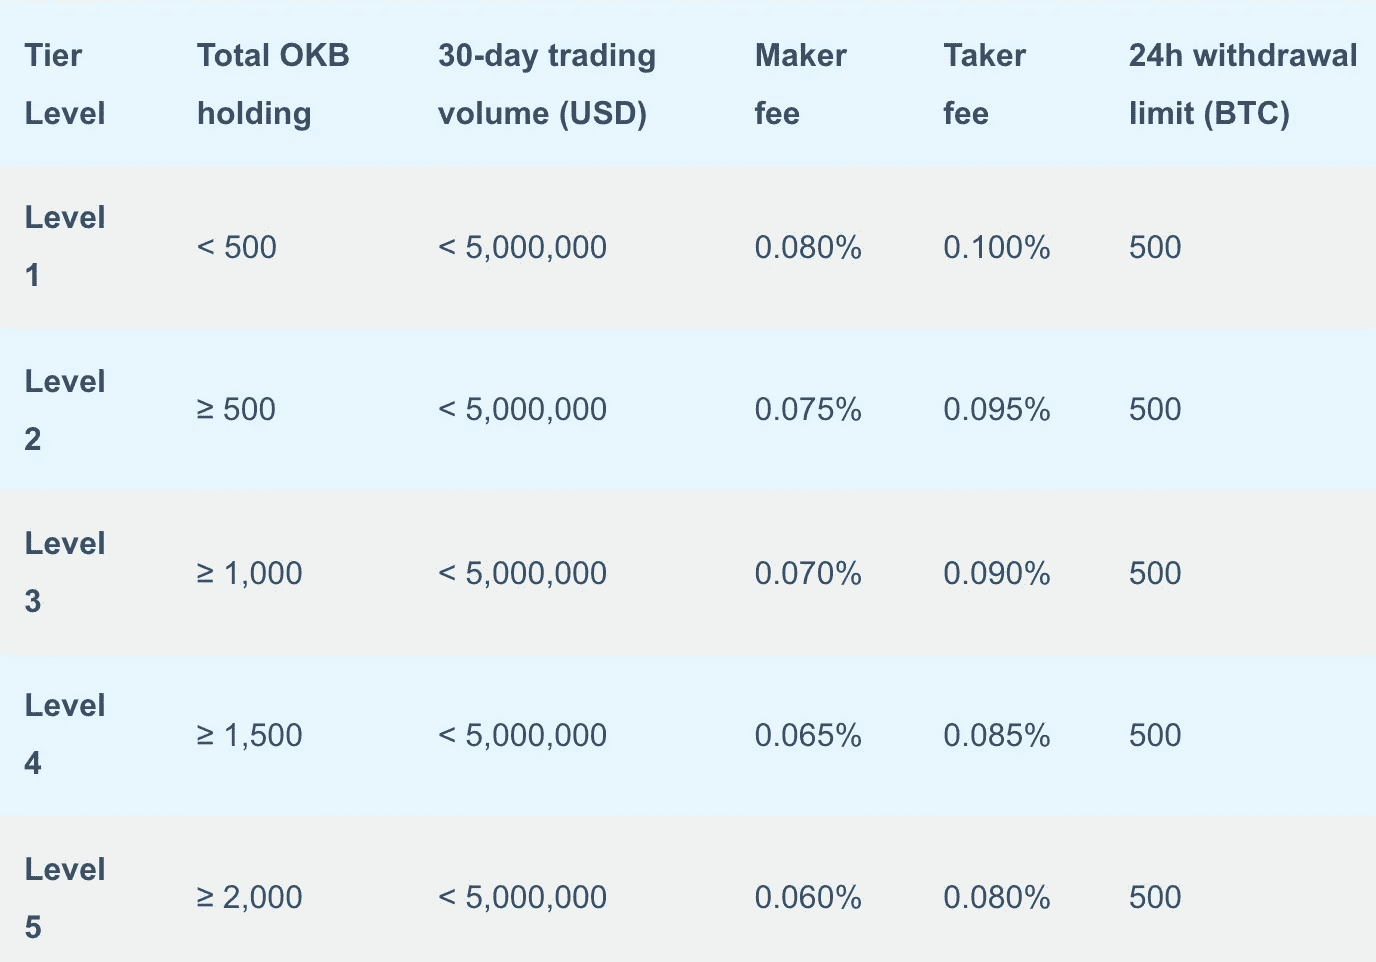 Tier Level Total OKB holding 30-day trading volume (USD) Maker fee Taker fee 24h withdrawal limit (BTC)
Level 1 < 500 < 5,000,000 0.080% 0.100% 500
Level 2 ≥ 500 < 5,000,000 0.075% 0.095% 500
Level 3 ≥ 1,000 < 5,000,000 0.070% 0.090% 500
Level 4 ≥ 1,500 < 5,000,000 0.065% 0.085% 500
Level 5 ≥ 2,000 < 5,000,000 0.060% 0.080% 500